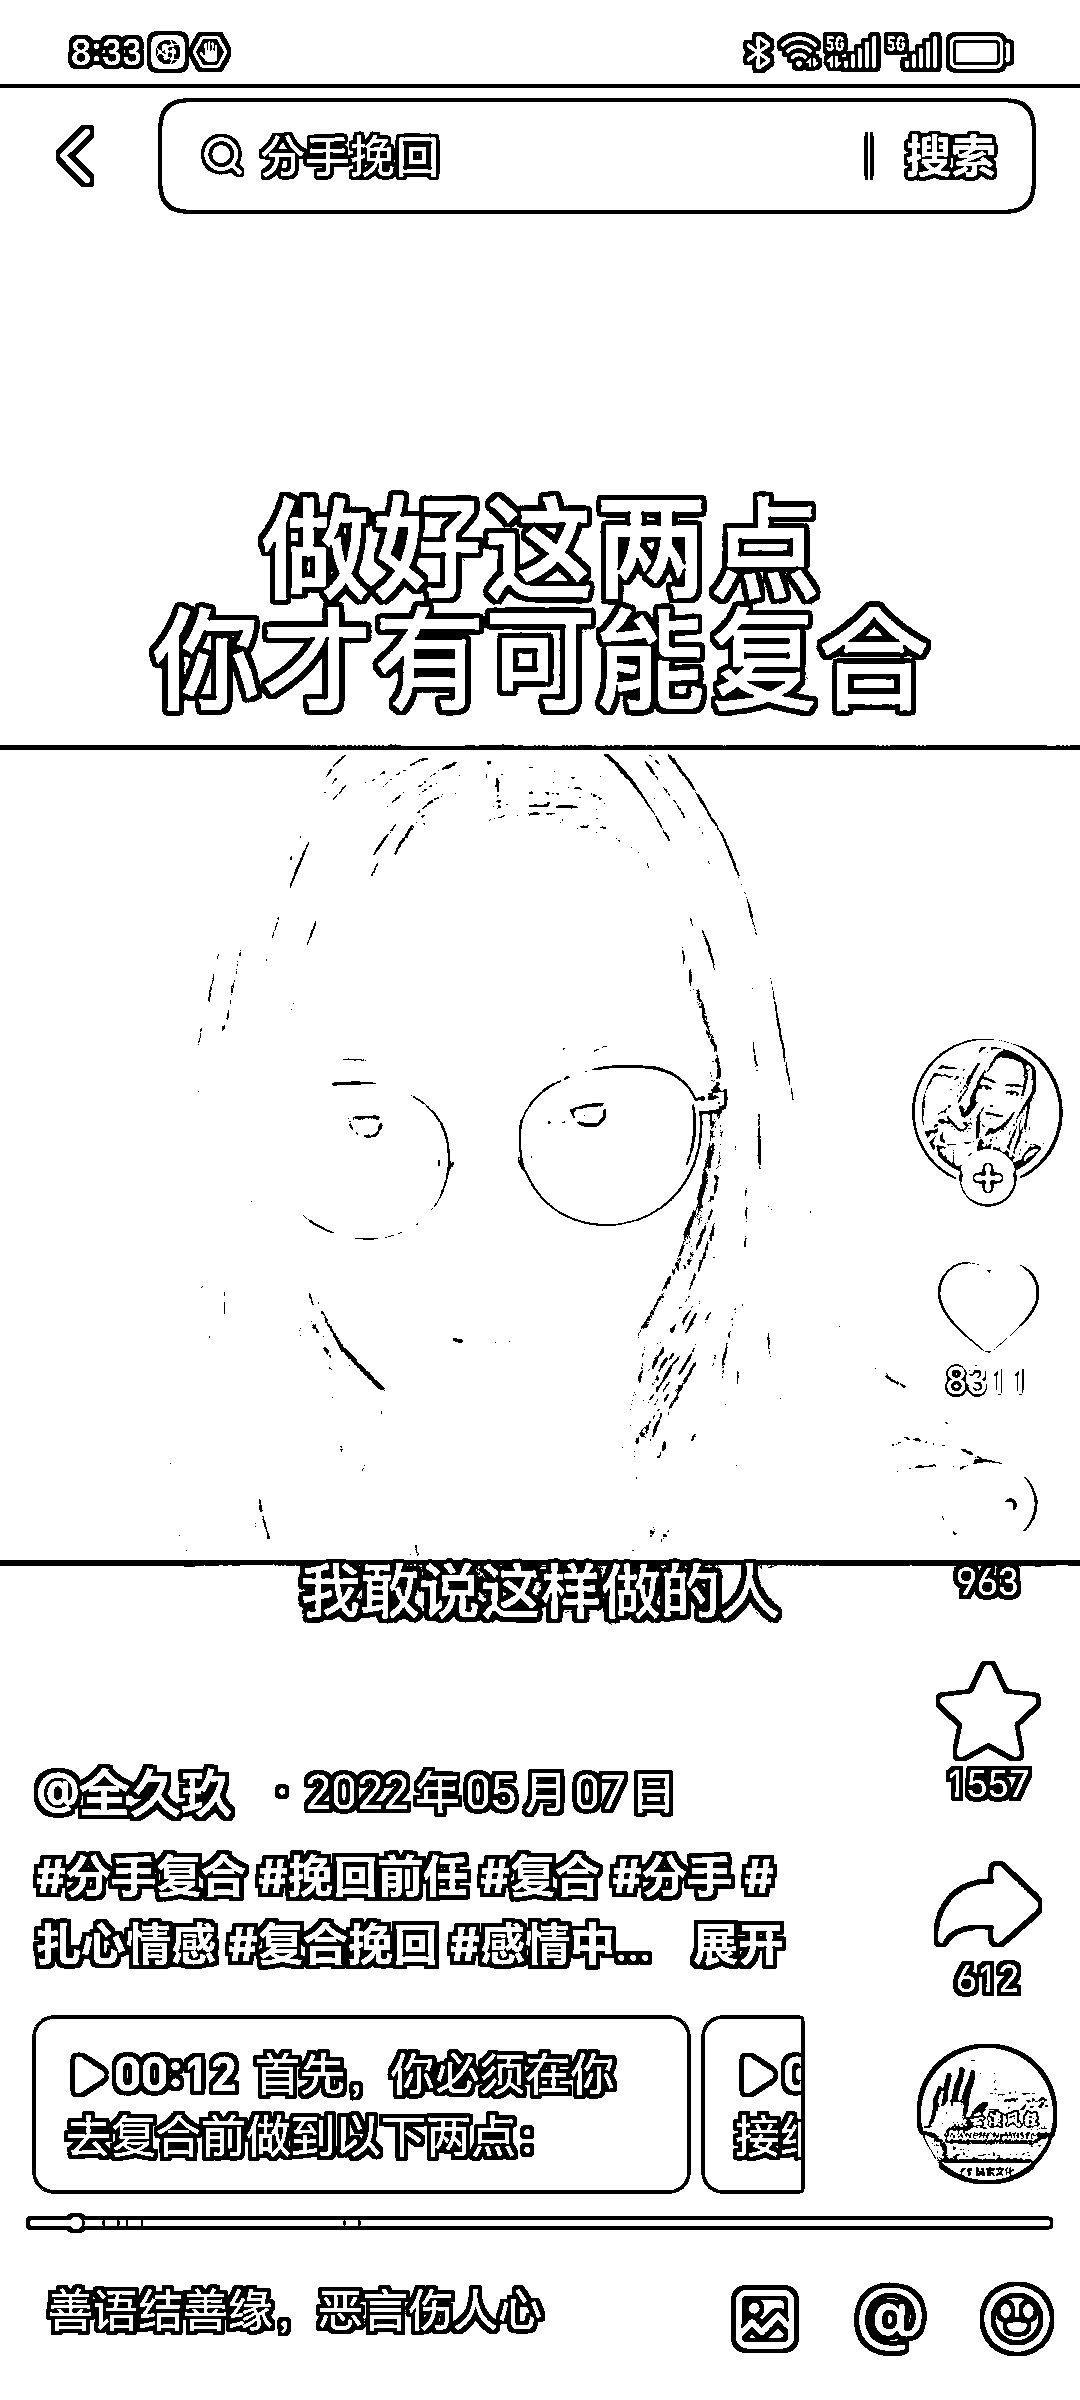 8:33
5G 5G
分手挽回
搜索
做好这两点
你才有可能复合
8311
我敢说这样做的人
963
1557
@全久玖 · 2022年05月07日
#分手复合 #挽回前任 #复合 #分手 #
扎心情感 #复合挽回 #感情中... 展开
612
00:12 首先，你必须在你
去复合前做到以下两点：
接
善语结善缘，恶言伤人心